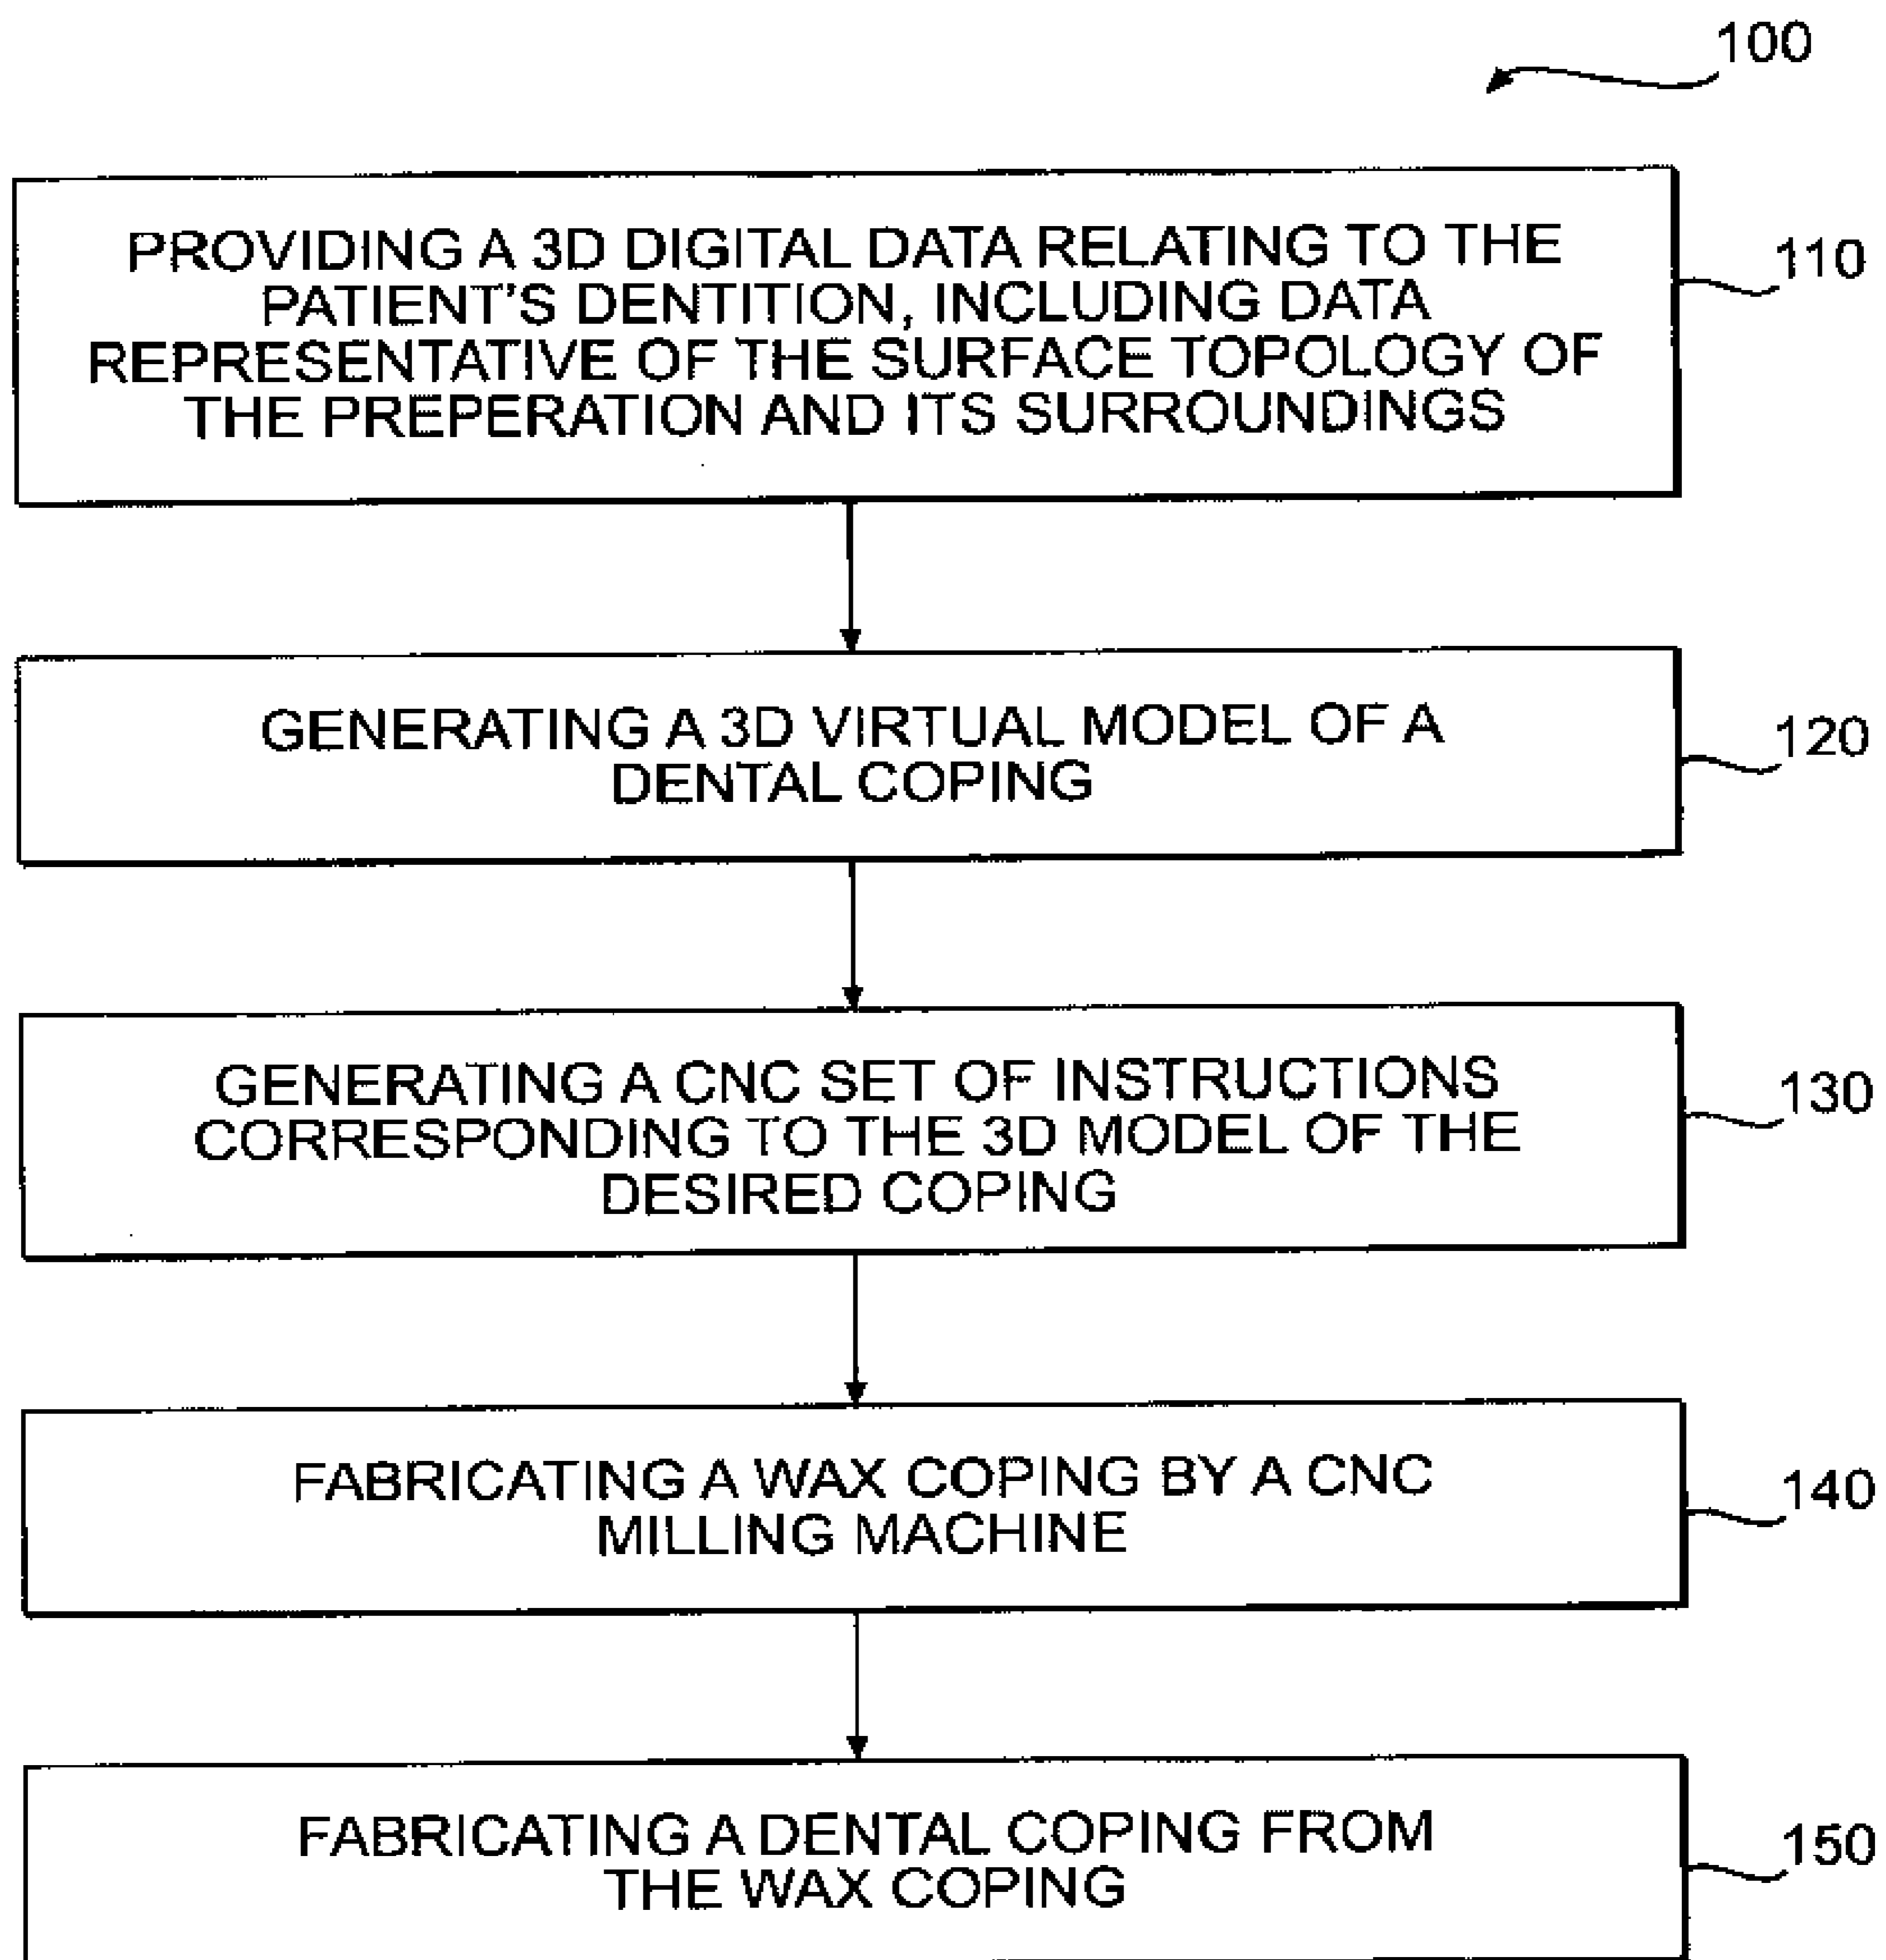 100
PROVIDING A 3D DIGITAL DATA RELATING TO THE
PATIENT'S DENTITION, INCLUDING DATA
REPRESENTATIVE OF THE SURFACE TOPOLOGY OF
THE PREPERATION AND ITS SURROUNDINGS
110
GENERATING A 3D VIRTUAL MODEL OF A
DENTAL COPING
120
GENERATING A CNC SET OF INSTRUCTIONS
CORRESPONDING TO THE 3D MODEL OF THE
DESIRED COPING
130
FABRICATING A WAX COPING BY A CNC
MILLING MACHINE
140
FABRICATING A DENTAL COPING FROM
THE WAX COPING
150